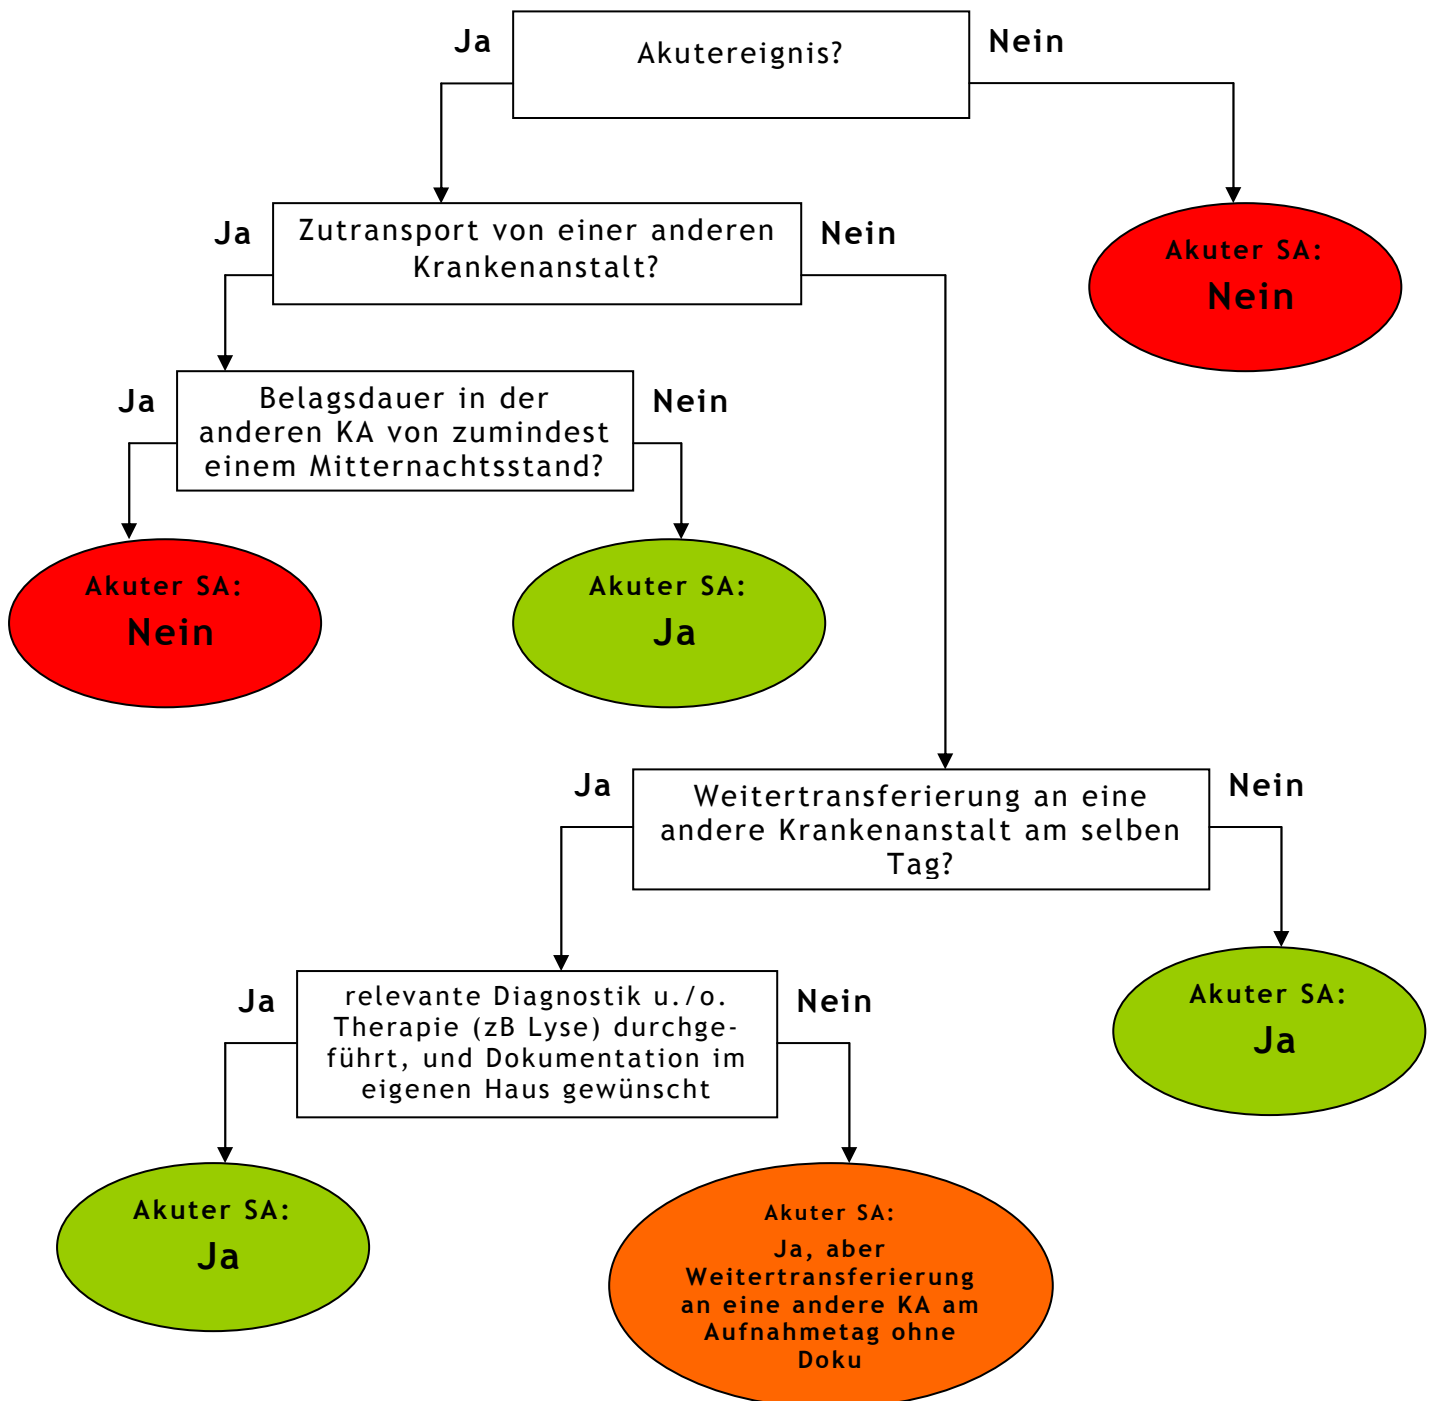 Ja
Akutereignis?
Nein
Ja
Zutransport von einer anderen
Krankenanstalt?
Nein
Akuter SA:
Nein
Ja
Belagsdauer in der
anderen KA von zumindest
einem Mitternachtsstand?
Nein
Akuter SA:
Nein
Akuter SA:
Ja
Ja
Weitertransferierung an eine
andere Krankenanstalt am selben
Tag?
Nein
Ja
relevante Diagnostik u./o.
Therapie (zB Lyse) durchge-
führt, und Dokumentation im
eigenen Haus gewünscht
Nein
Akuter SA:
Ja
Akuter SA:
Ja
Akuter SA:
Ja, aber
Weitertransferierung
an eine andere KA am
Aufnahmetag ohne
Doku